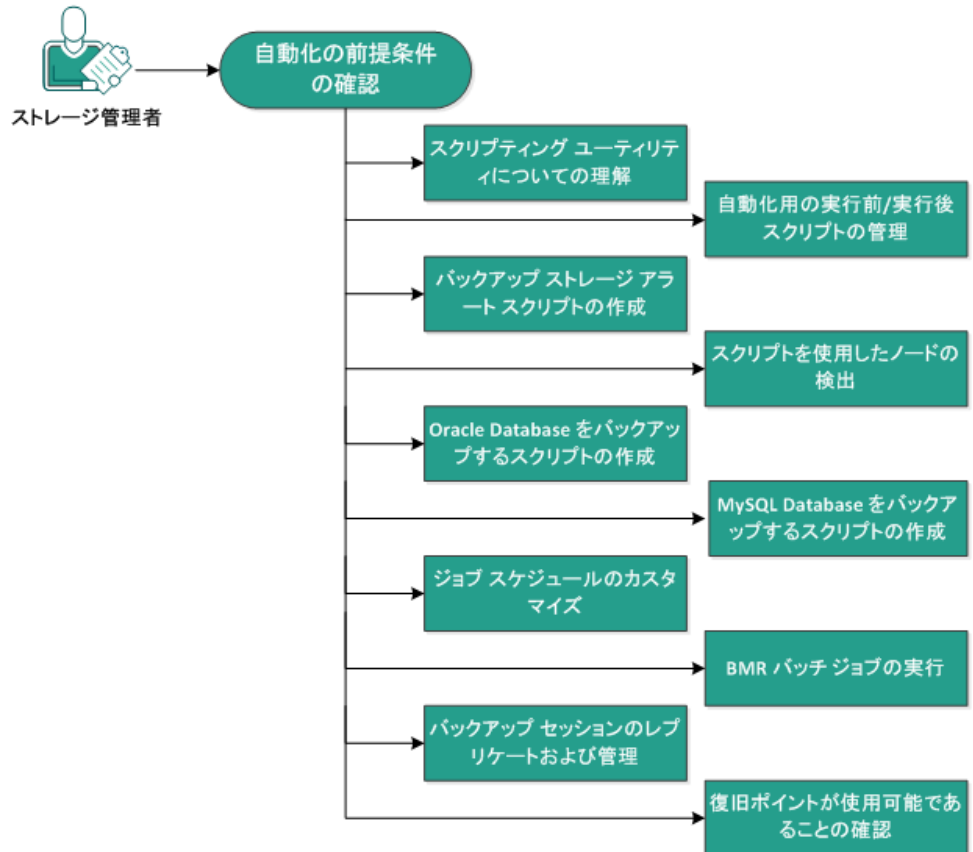 自動化の前提条件
の確認
ストレージ管理者
スクリプティング ユーティリテ
ィについての理解
自動化用の実行前/実行後
スクリプトの管理
バックアップ ストレージ アラ
ート スクリプトの作成
スクリプトを使用したノードの
検出
Oracle Database をバックアッ
プするスクリプトの作成
MySQL Database をバックア
ップするスクリプトの作成
ジョブ スケジュールのカスタ
マイズ
BMR バッチ ジョブの実行
バックアップ セッションのレプ
リケートおよび管理
復旧ポイントが使用可能であ
ることの確認